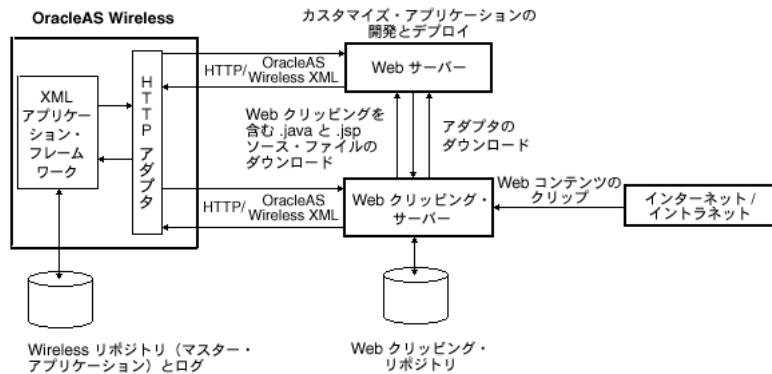 OracleAS Wireless
カスタマイズ・アプリケーションの
開発とデプロイ
XML
アプリケー
ション・
フレーム
ワーク
HTTP アダプタ
HTTP/ OracleAS
Wireless XML
Web サーバー
Web クリッピングを
含む .java と .jsp
ソース・ファイルの
ダウンロード
アダプタの
ダウンロード
HTTP/ OracleAS
Wireless XML
Web クリッピング・
サーバー
Web コンテンツの
クリップ
インターネット /
イントラネット
Wireless リポジトリ（マスター・
アプリケーション）とログ
Web クリッピング・
リポジトリ